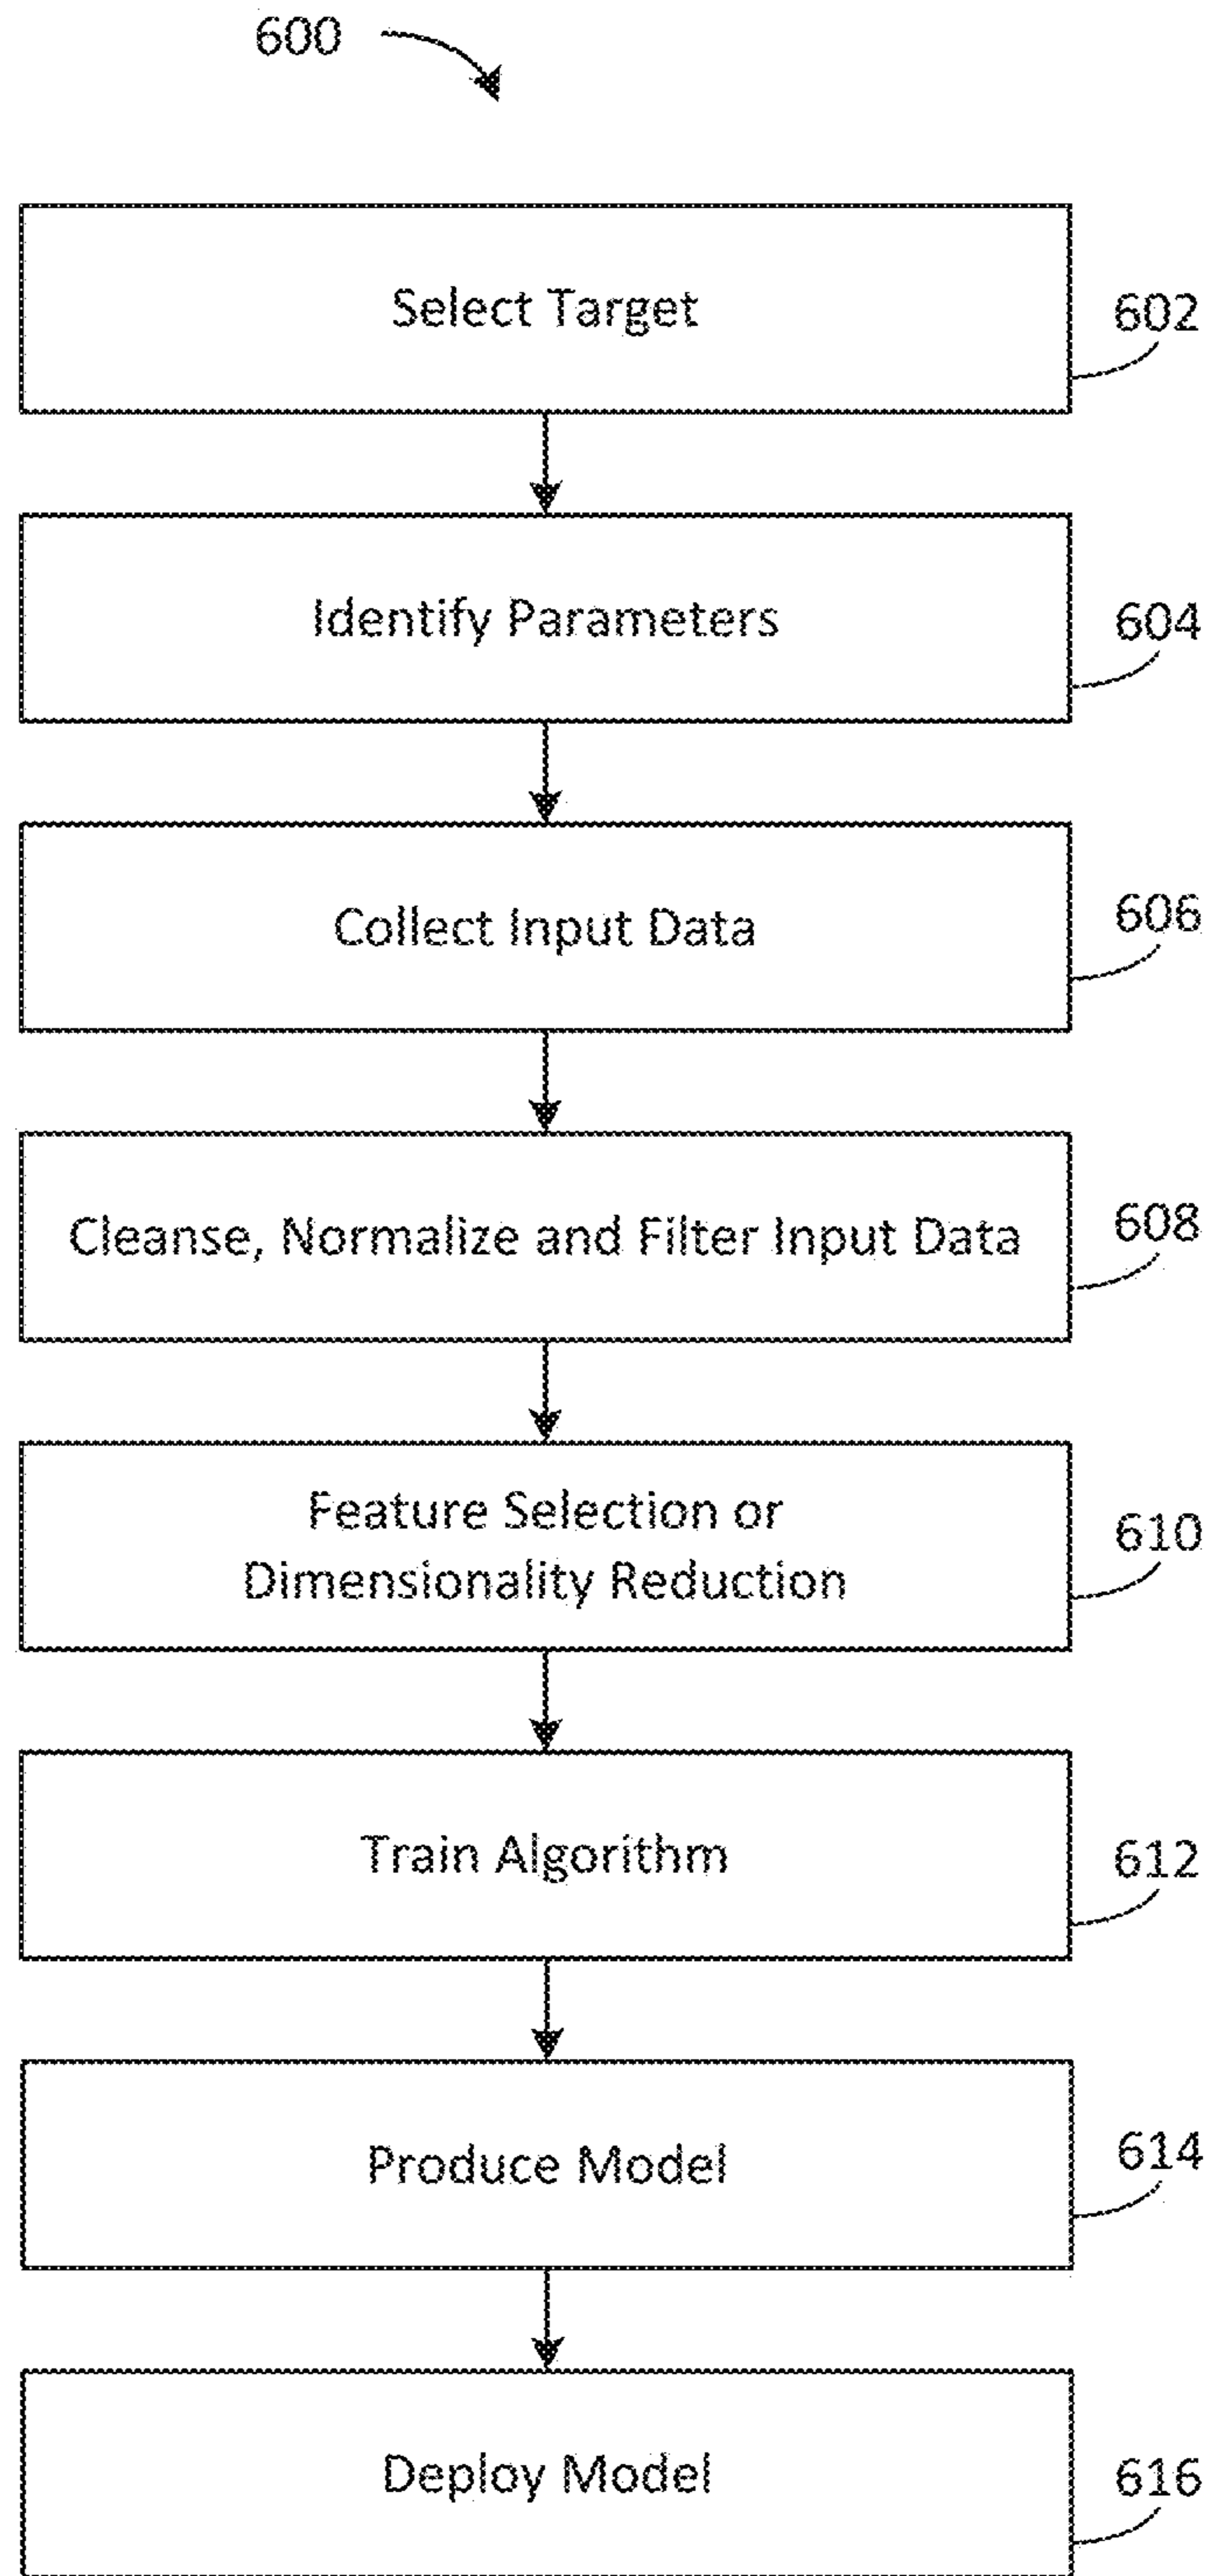 600
Select Target
602
Identify Parameters
604
Collect Input Data
606
Cleanse, Normalize and Filter Input Data
608
Feature Selection or
Dimensionality Reduction
610
Train Algorithm
612
Produce Model
614
Deploy Model
616